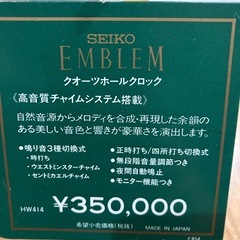 SEIKO
EMBLEM
クオーツホールクロック
《高音質チャイムシステム搭載》
自然音源からメロディを合成・再現した余韻
のある美しい音色と響きが豪華さを演出します。
●鳴り音3種切換式
・時打ち
・ウエストミンスターチャイム
・セントミカエルチャイム
●正時打ち/四所打ち切換式
●無段階音量調節つき
●夜間自動鳴止
●モニター機能つき
HW414
¥350,000
希望小売価格(税抜)
MADE IN JAPAN